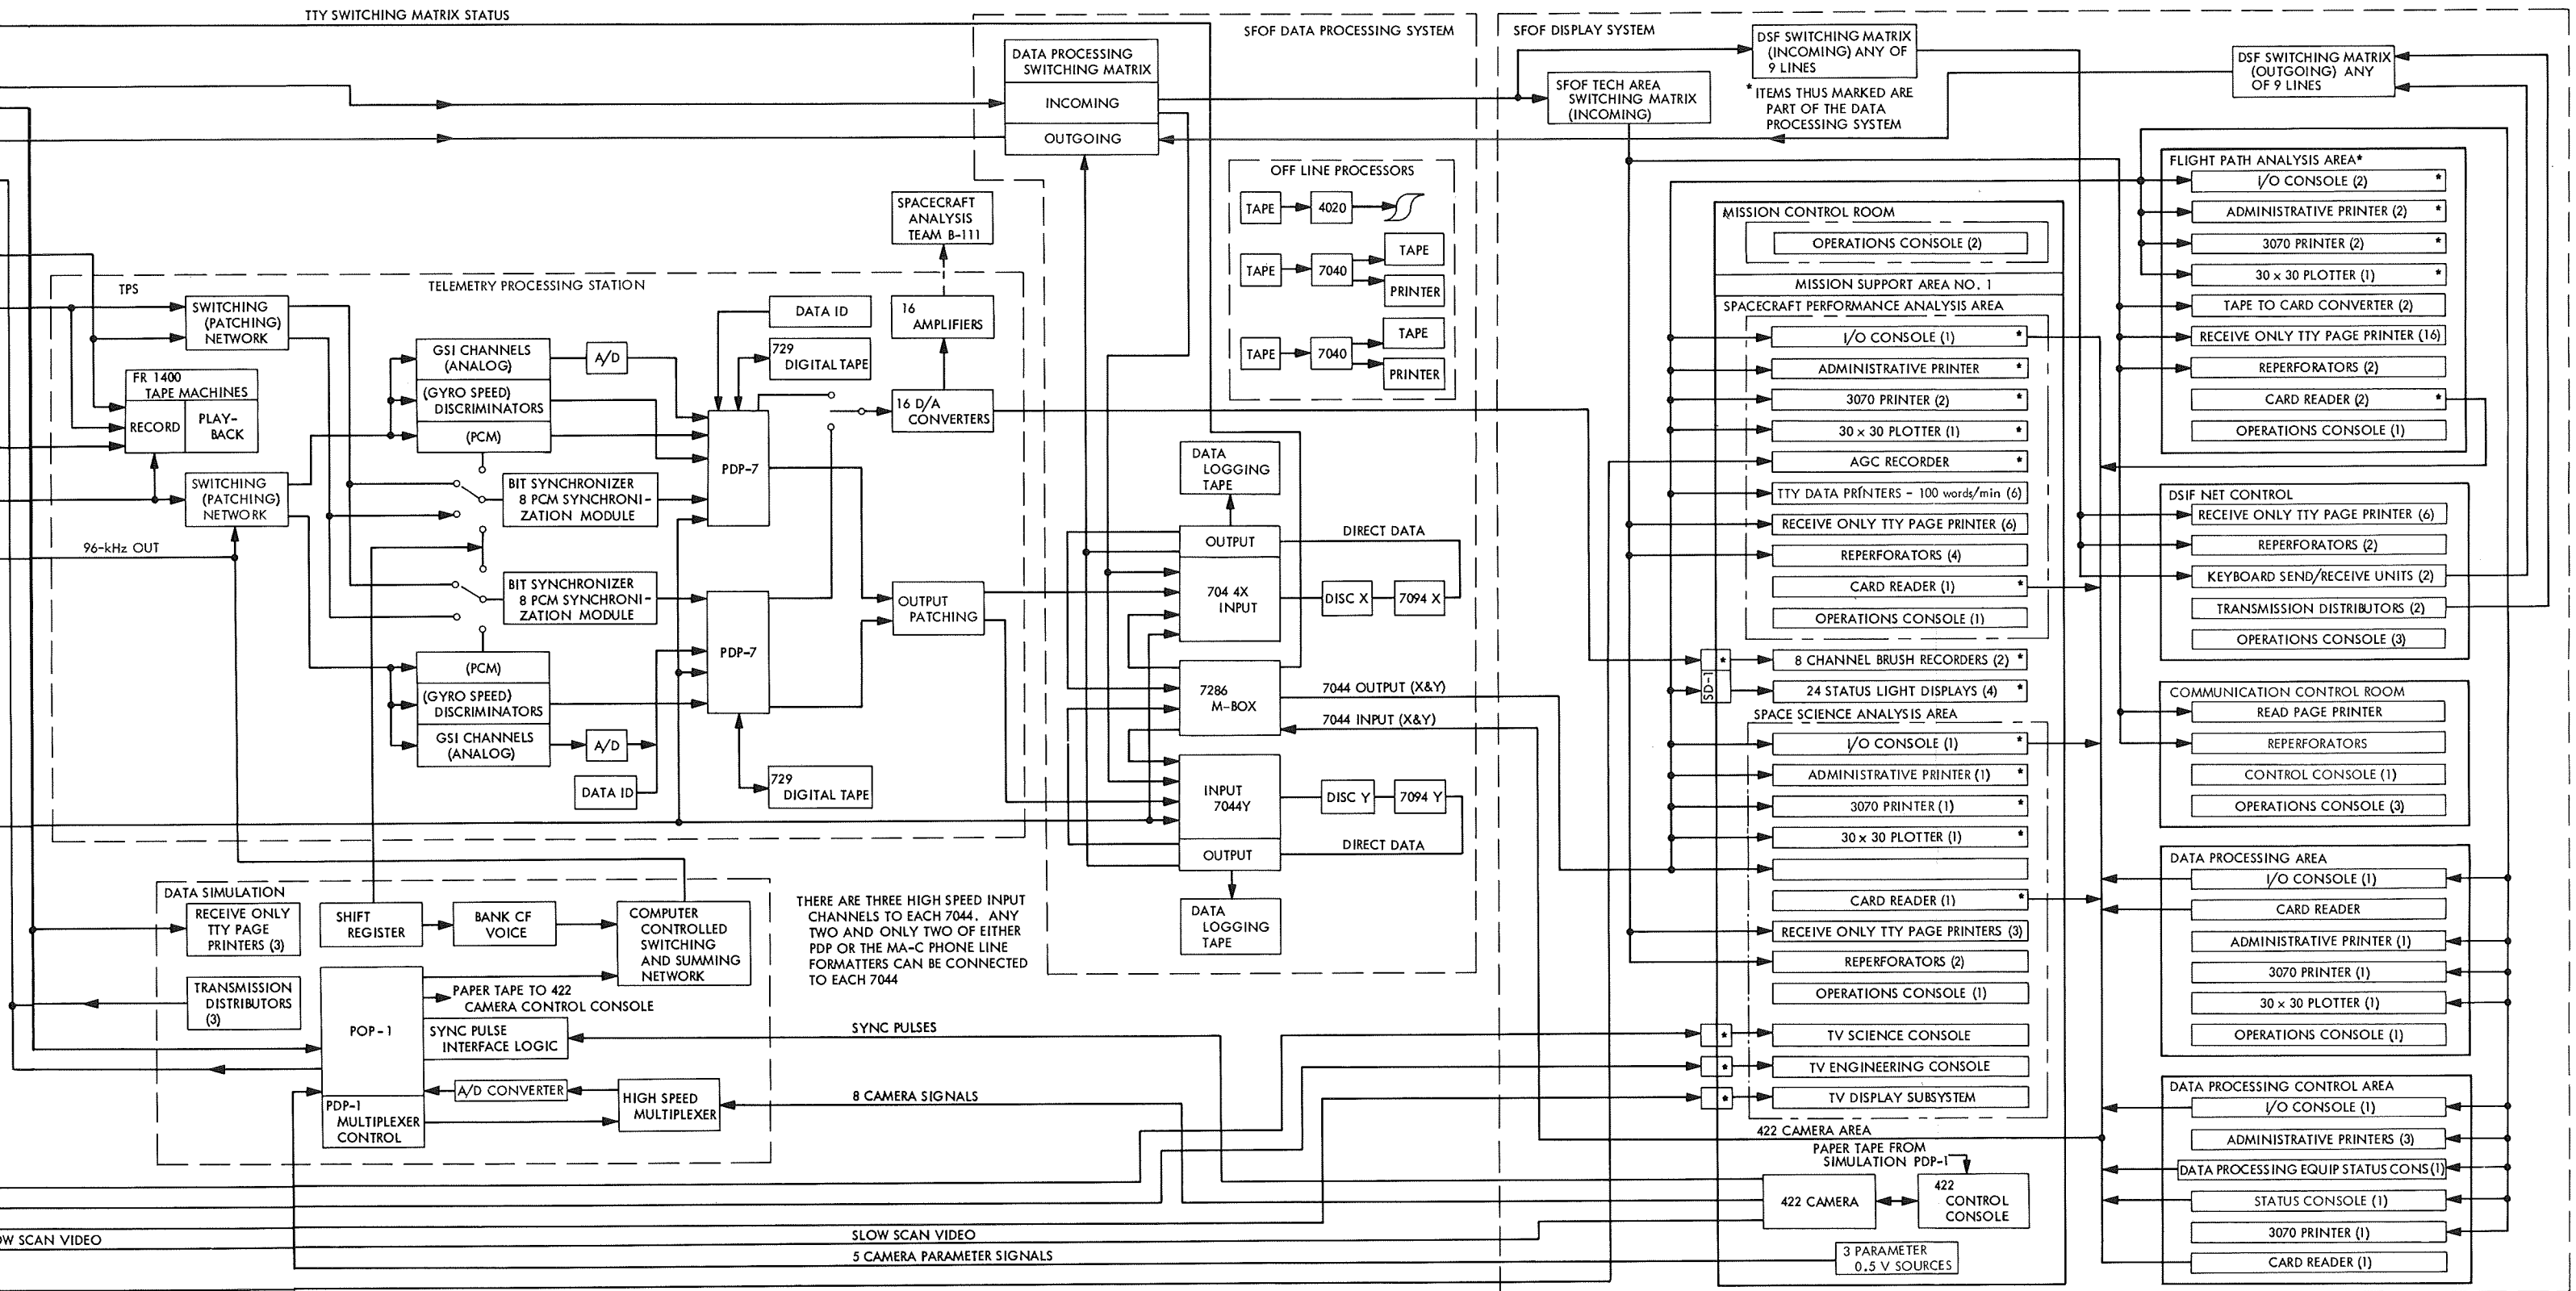 TTY SWITCHING MATRIX STATUS
SFOF DATA PROCESSING SYSTEM
DATA PROCESSING
SWITCHING MATRIX
INCOMING
OUTGOING
SFOF DISPLAY SYSTEM
DSF SWITCHING MATRIX
(INCOMING) ANY OF
9 LINES
SFOF TECH AREA
SWITCHING MATRIX
(INCOMING)
* ITEMS THUS MARKED ARE
PART OF THE DATA
PROCESSING SYSTEM
DSF SWITCHING MATRIX
(OUTGOING) ANY
OF 9 LINES
OFF LINE PROCESSORS
TAPE
4020
TAPE
7040
TAPE
PRINTER
TAPE
7040
TAPE
PRINTER
SPACECRAFT
ANALYSIS
TEAM B-111
TPS
TELEMETRY PROCESSING STATION
SWITCHING
(PATCHING)
NETWORK
FR 1400
TAPE MACHINES
RECORD
PLAY-
BACK
SWITCHING
(PATCHING)
NETWORK
96-kHz OUT
GSI CHANNELS
(ANALOG)
A/D
(GYRO SPEED)
DISCRIMINATORS
(PCM)
BIT SYNCHRONIZER
8 PCM SYNCHRONI-
ZATION MODULE
BIT SYNCHRONIZER
8 PCM SYNCHRONI-
ZATION MODULE
(PCM)
(GYRO SPEED)
DISCRIMINATORS
GSI CHANNELS
(ANALOG)
A/D
DATA ID
DATA ID
729
DIGITAL TAPE
PDP-7
PDP-7
729
DIGITAL TAPE
16
AMPLIFIERS
16 D/A
CONVERTERS
OUTPUT
PATCHING
DATA
LOGGING
TAPE
OUTPUT
704 4X
INPUT
DIRECT DATA
DISC X
7094 X
7286
M-BOX
7044 OUTPUT (X&Y)
7044 INPUT (X&Y)
INPUT
7044Y
DISC Y
7094 Y
OUTPUT
DIRECT DATA
DATA
LOGGING
TAPE
DATA SIMULATION
RECEIVE ONLY
TTY PAGE
PRINTERS (3)
TRANSMISSION
DISTRIBUTORS
(3)
SHIFT
REGISTER
BANK CF
VOICE
COMPUTER
CONTROLLED
SWITCHING
AND SUMMING
NETWORK
POP-1
PAPER TAPE TO 422
CAMERA CONTROL CONSOLE
SYNC PULSE
INTERFACE LOGIC
A/D CONVERTER
HIGH SPEED
MULTIPLEXER
PDP-1
MULTIPLEXER
CONTROL
THERE ARE THREE HIGH SPEED INPUT
CHANNELS TO EACH 7044. ANY
TWO AND ONLY TWO OF EITHER
PDP OR THE MA-C PHONE LINE
FORMATTERS CAN BE CONNECTED
TO EACH 7044
SYNC PULSES
8 CAMERA SIGNALS
OW SCAN VIDEO
SLOW SCAN VIDEO
5 CAMERA PARAMETER SIGNALS
MISSION CONTROL ROOM
OPERATIONS CONSOLE (2)
MISSION SUPPORT AREA NO. 1
SPACECRAFT PERFORMANCE ANALYSIS AREA
I/O CONSOLE (1) *
ADMINISTRATIVE PRINTER *
3070 PRINTER (2) *
30 x 30 PLOTTER (1) *
AGC RECORDER *
TTY DATA PRINTERS - 100 words/min (6)
RECEIVE ONLY TTY PAGE PRINTER (6)
REPERFORATORS (4)
CARD READER (1) *
OPERATIONS CONSOLE (1)
SD-1
*
8 CHANNEL BRUSH RECORDERS (2) *
24 STATUS LIGHT DISPLAYS (4) *
SPACE SCIENCE ANALYSIS AREA
I/O CONSOLE (1) *
ADMINISTRATIVE PRINTER (1) *
3070 PRINTER (1) *
30 x 30 PLOTTER (1) *
CARD READER (1) *
RECEIVE ONLY TTY PAGE PRINTERS (3)
REPERFORATORS (2)
OPERATIONS CONSOLE (1)
* TV SCIENCE CONSOLE
* TV ENGINEERING CONSOLE
* TV DISPLAY SUBSYSTEM
422 CAMERA AREA
PAPER TAPE FROM
SIMULATION PDP-1
422 CAMERA
422
CONTROL
CONSOLE
3 PARAMETER
0.5 V SOURCES
FLIGHT PATH ANALYSIS AREA*
I/O CONSOLE (2) *
ADMINISTRATIVE PRINTER (2) *
3070 PRINTER (2) *
30 x 30 PLOTTER (1) *
TAPE TO CARD CONVERTER (2)
RECEIVE ONLY TTY PAGE PRINTER (16)
REPERFORATORS (2)
CARD READER (2) *
OPERATIONS CONSOLE (1)
DSIF NET CONTROL
RECEIVE ONLY TTY PAGE PRINTER (6)
REPERFORATORS (2)
KEYBOARD SEND/RECEIVE UNITS (2)
TRANSMISSION DISTRIBUTORS (2)
OPERATIONS CONSOLE (3)
COMMUNICATION CONTROL ROOM
READ PAGE PRINTER
REPERFORATORS
CONTROL CONSOLE (1)
OPERATIONS CONSOLE (3)
DATA PROCESSING AREA
I/O CONSOLE (1)
CARD READER
ADMINISTRATIVE PRINTER (1)
3070 PRINTER (1)
30 x 30 PLOTTER (1)
OPERATIONS CONSOLE (1)
DATA PROCESSING CONTROL AREA
I/O CONSOLE (1)
ADMINISTRATIVE PRINTERS (3)
DATA PROCESSING EQUIP STATUS CONS (1)
STATUS CONSOLE (1)
3070 PRINTER (1)
CARD READER (1)